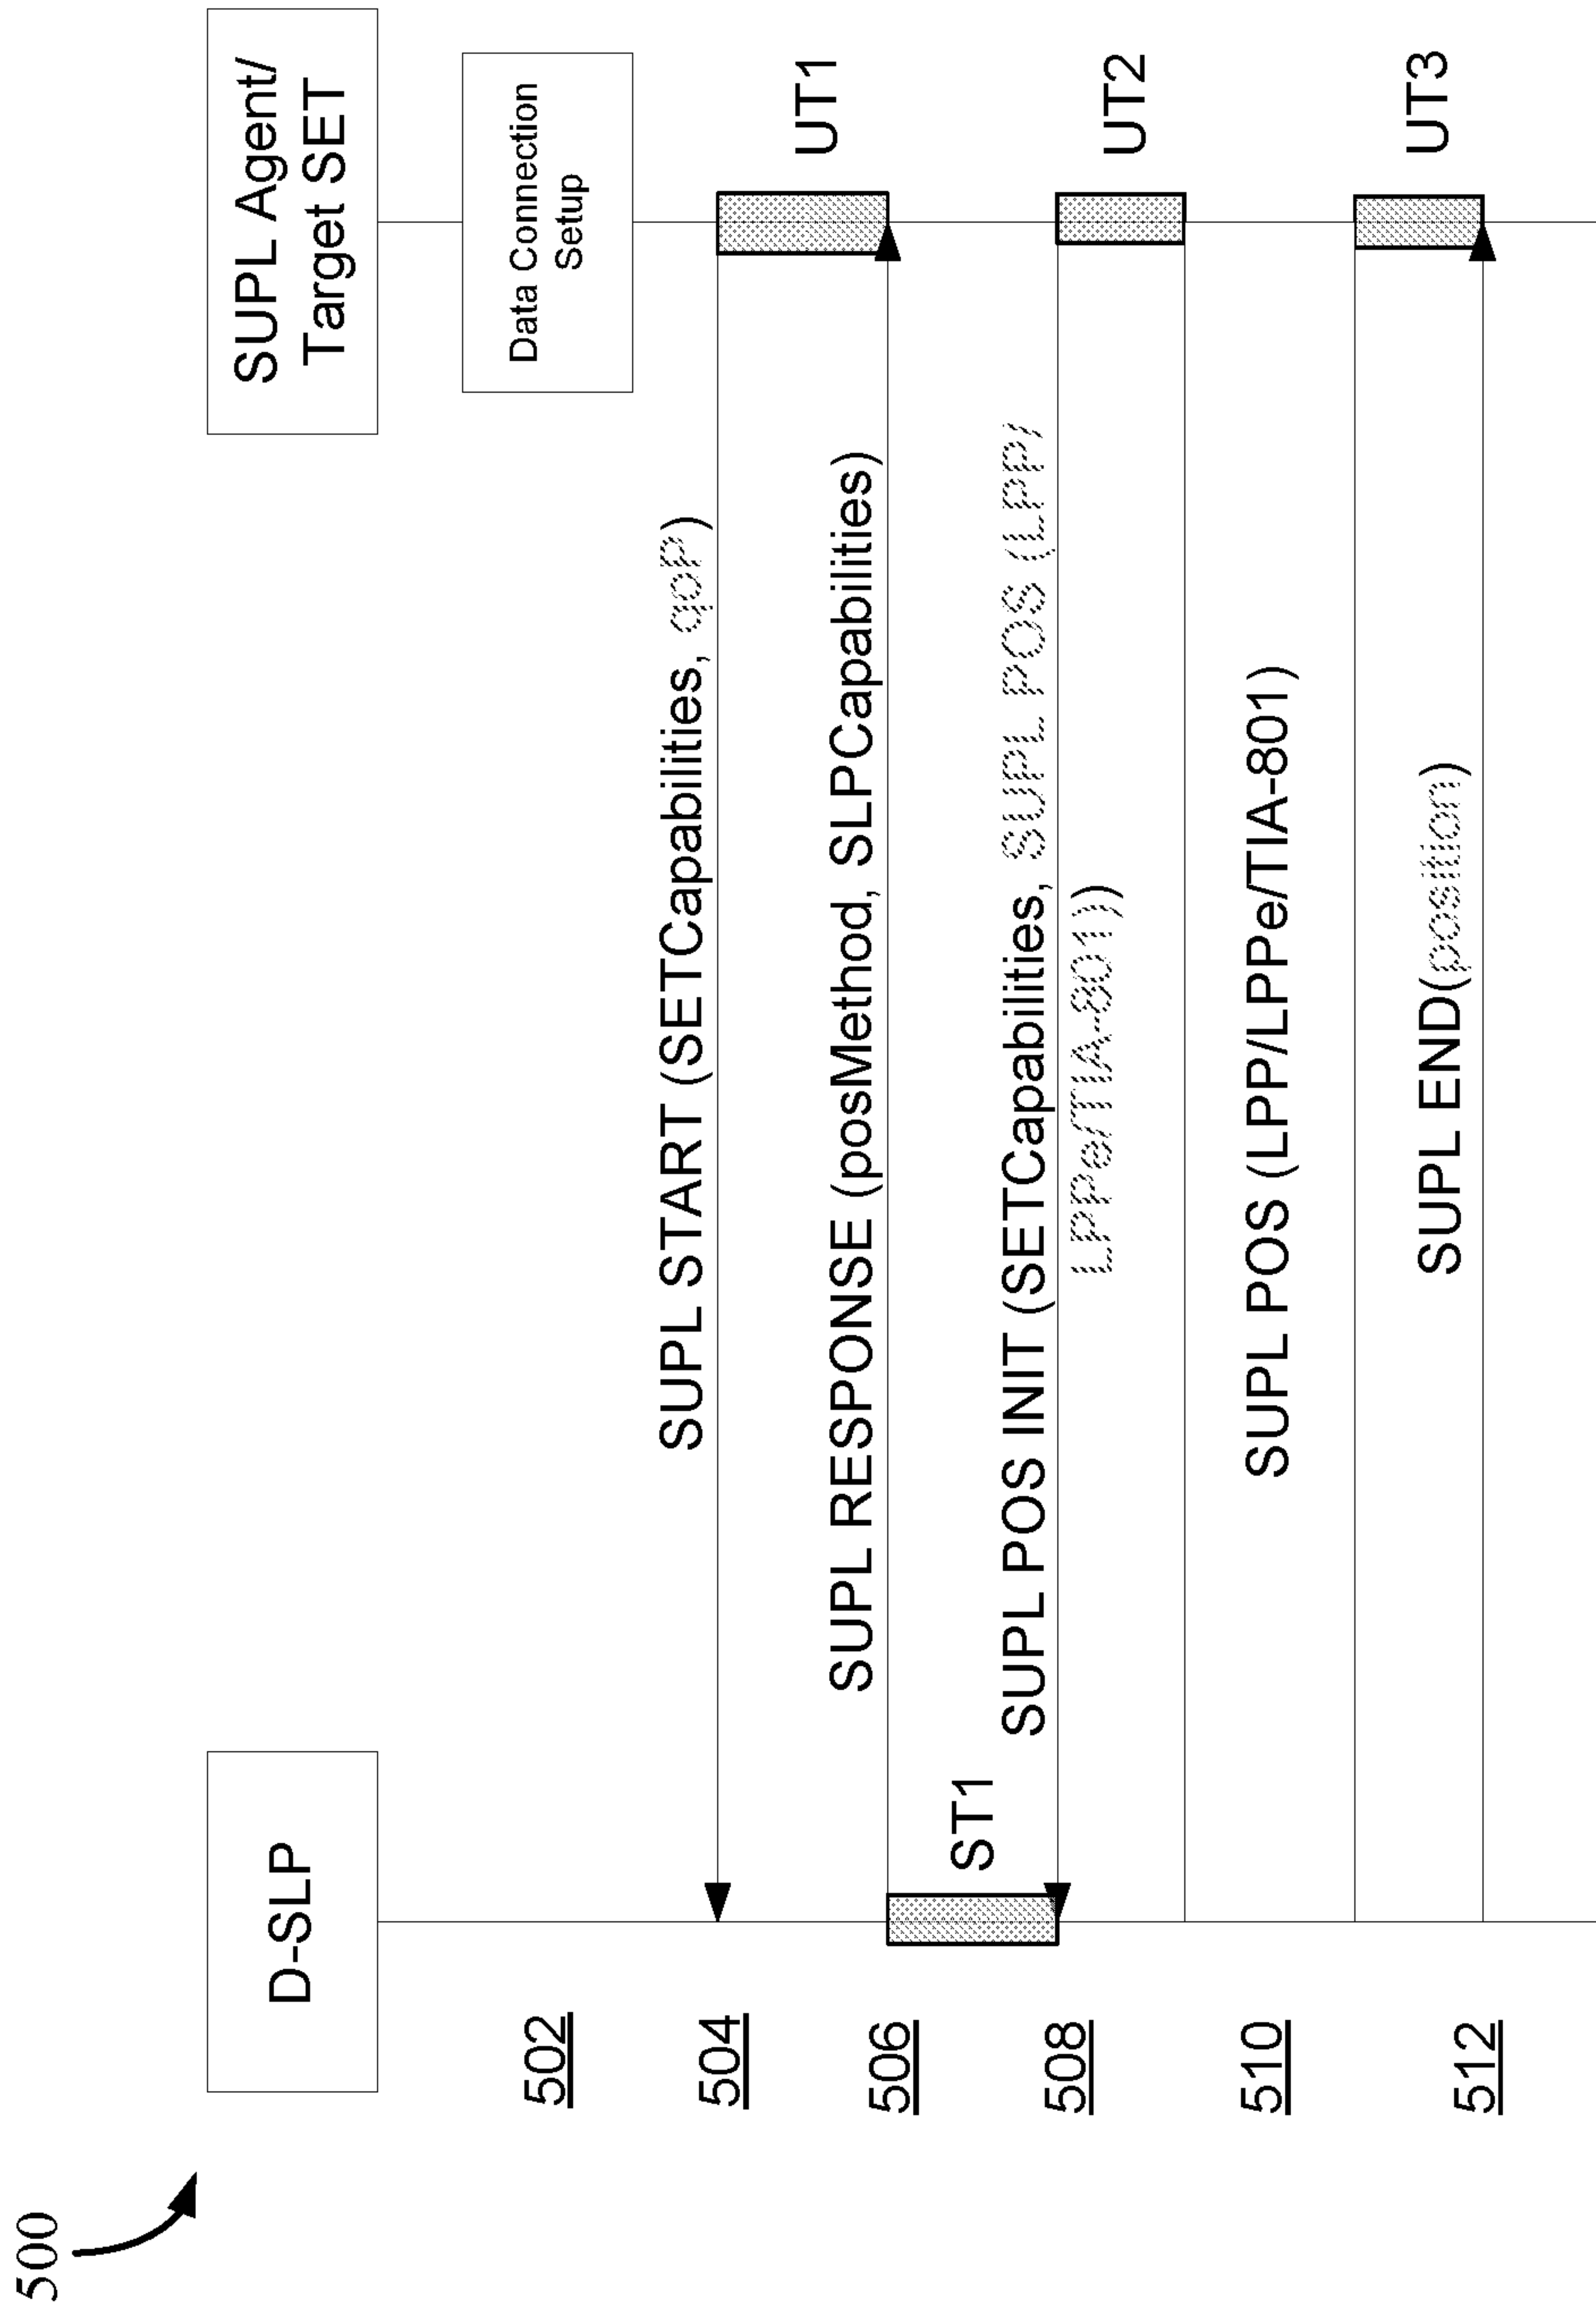 500
D-SLP
SUPL Agent/
Target SET
502
Data Connection
Setup
504
SUPL START (SETCapabilities, qoP)
UT1
506
SUPL RESPONSE (posMethod, SLPCapabilities)
ST1
508
SUPL POS INIT (SETCapabilities, SUPL POS (LPP/
LPPe/TIA-801))
UT2
510
SUPL POS (LPP/LPPe/TIA-801)
512
SUPL END(position)
UT3